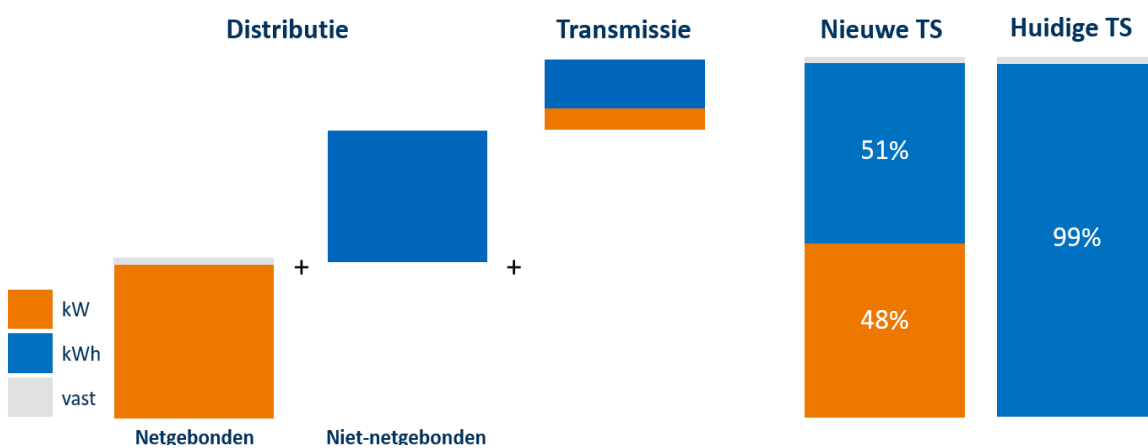 Distributie
Transmissie
Nieuwe TS
Huidige TS
51%
99%
48%
+
+
kW
kWh
vast
Netgebonden
Niet-netgebonden